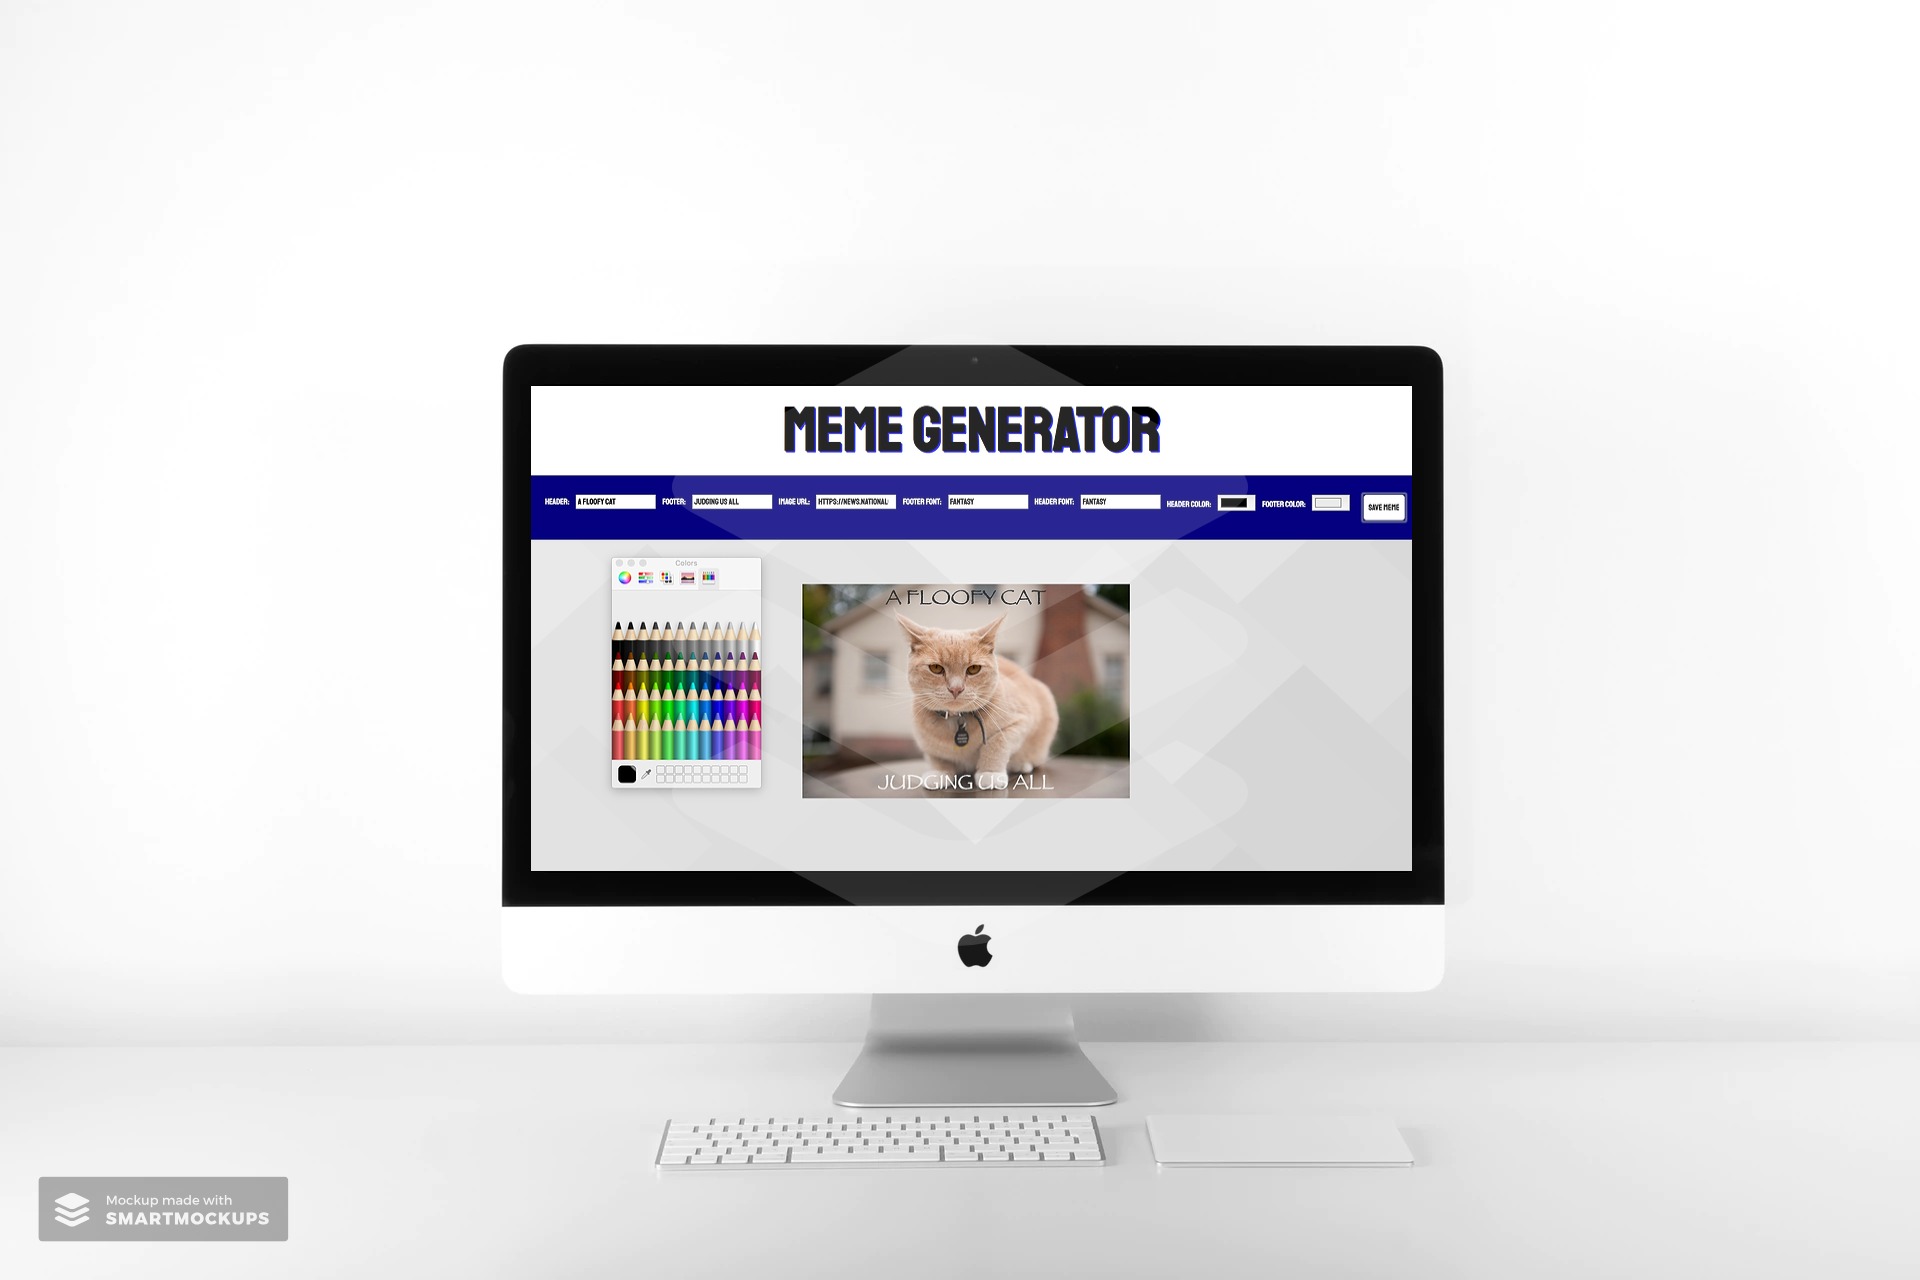 MEME GENERATOR
HEADER: A FLOOFY CAT FOOTER: JUDGING US ALL IMAGE URL: HTTPS://NEWS.NATIONAL FOOTER FONT: FANTASY HEADER FONT: FANTASY HEADER COLOR: FOOTER COLOR: SAVE MEME
Colors
A FLOOFY CAT
JUDGING US ALL
Mockup made with
SMARTMOCKUPS